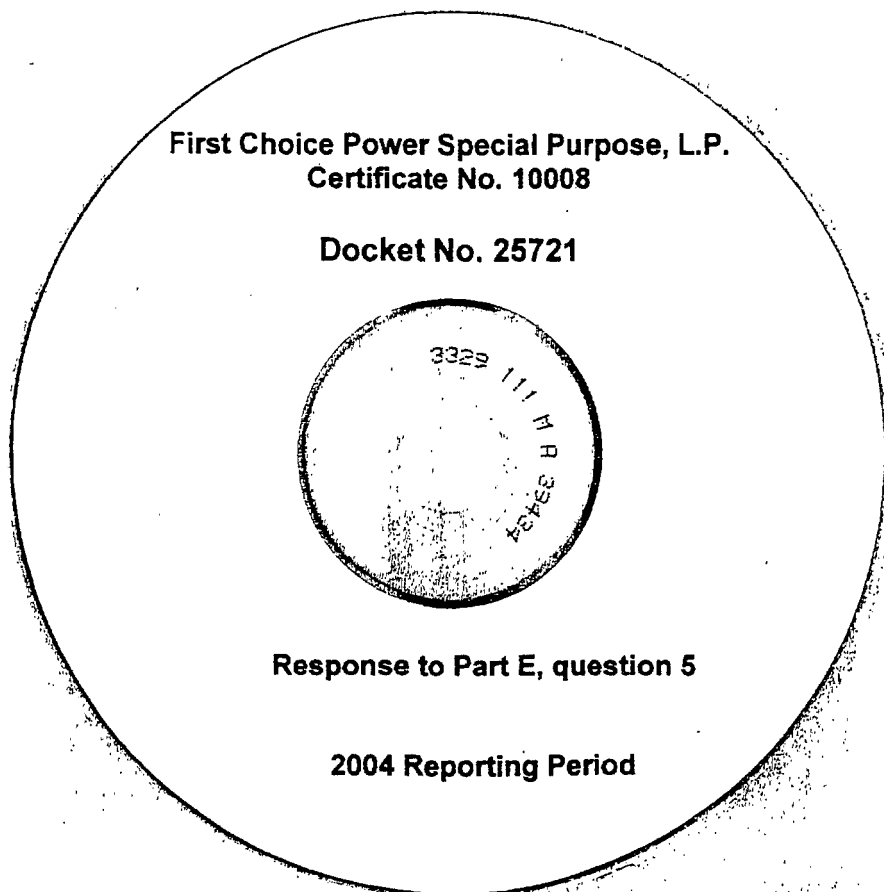 First Choice Power Special Purpose, L.P.
Certificate No. 10008
Docket No. 25721
3329 111 M A 39434
Response to Part E, question 5
2004 Reporting Period